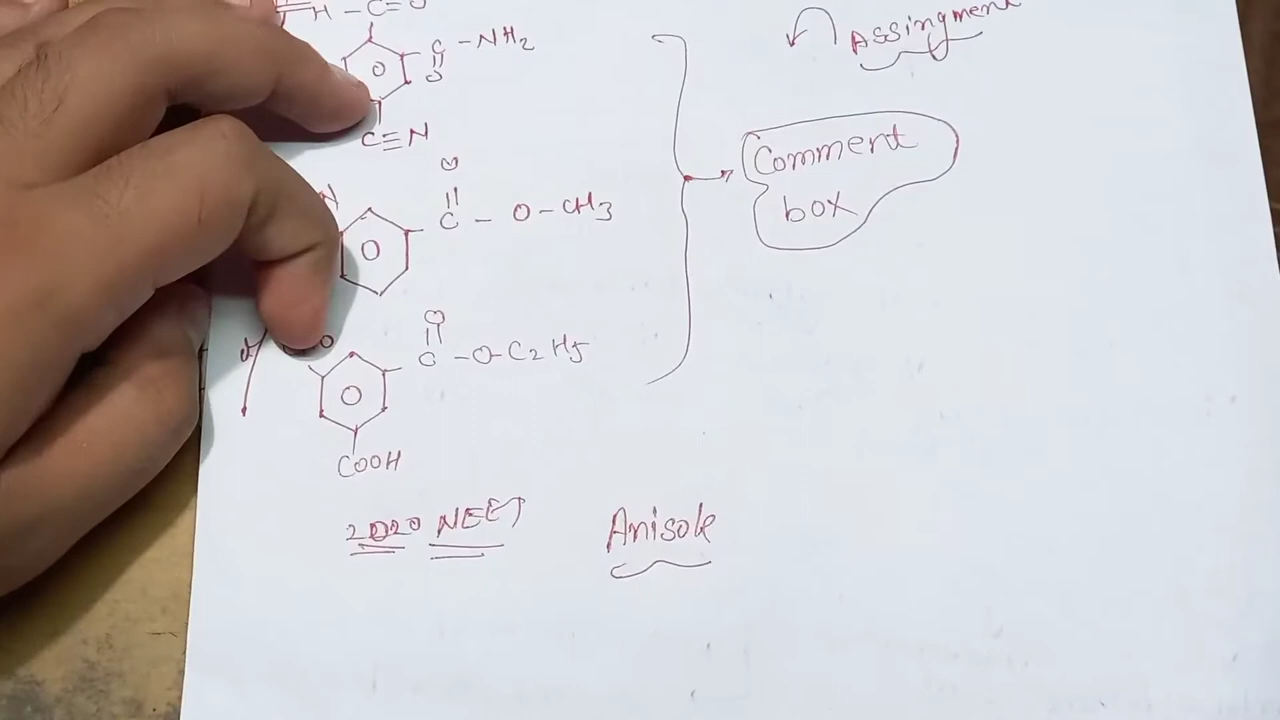 H-C=O
Assingment
C-NH2
O
C≡N
Comment
box
O
C-O-CH3
O
O
C-O-C2H5
O
COOH
2020 NEET
Anisole